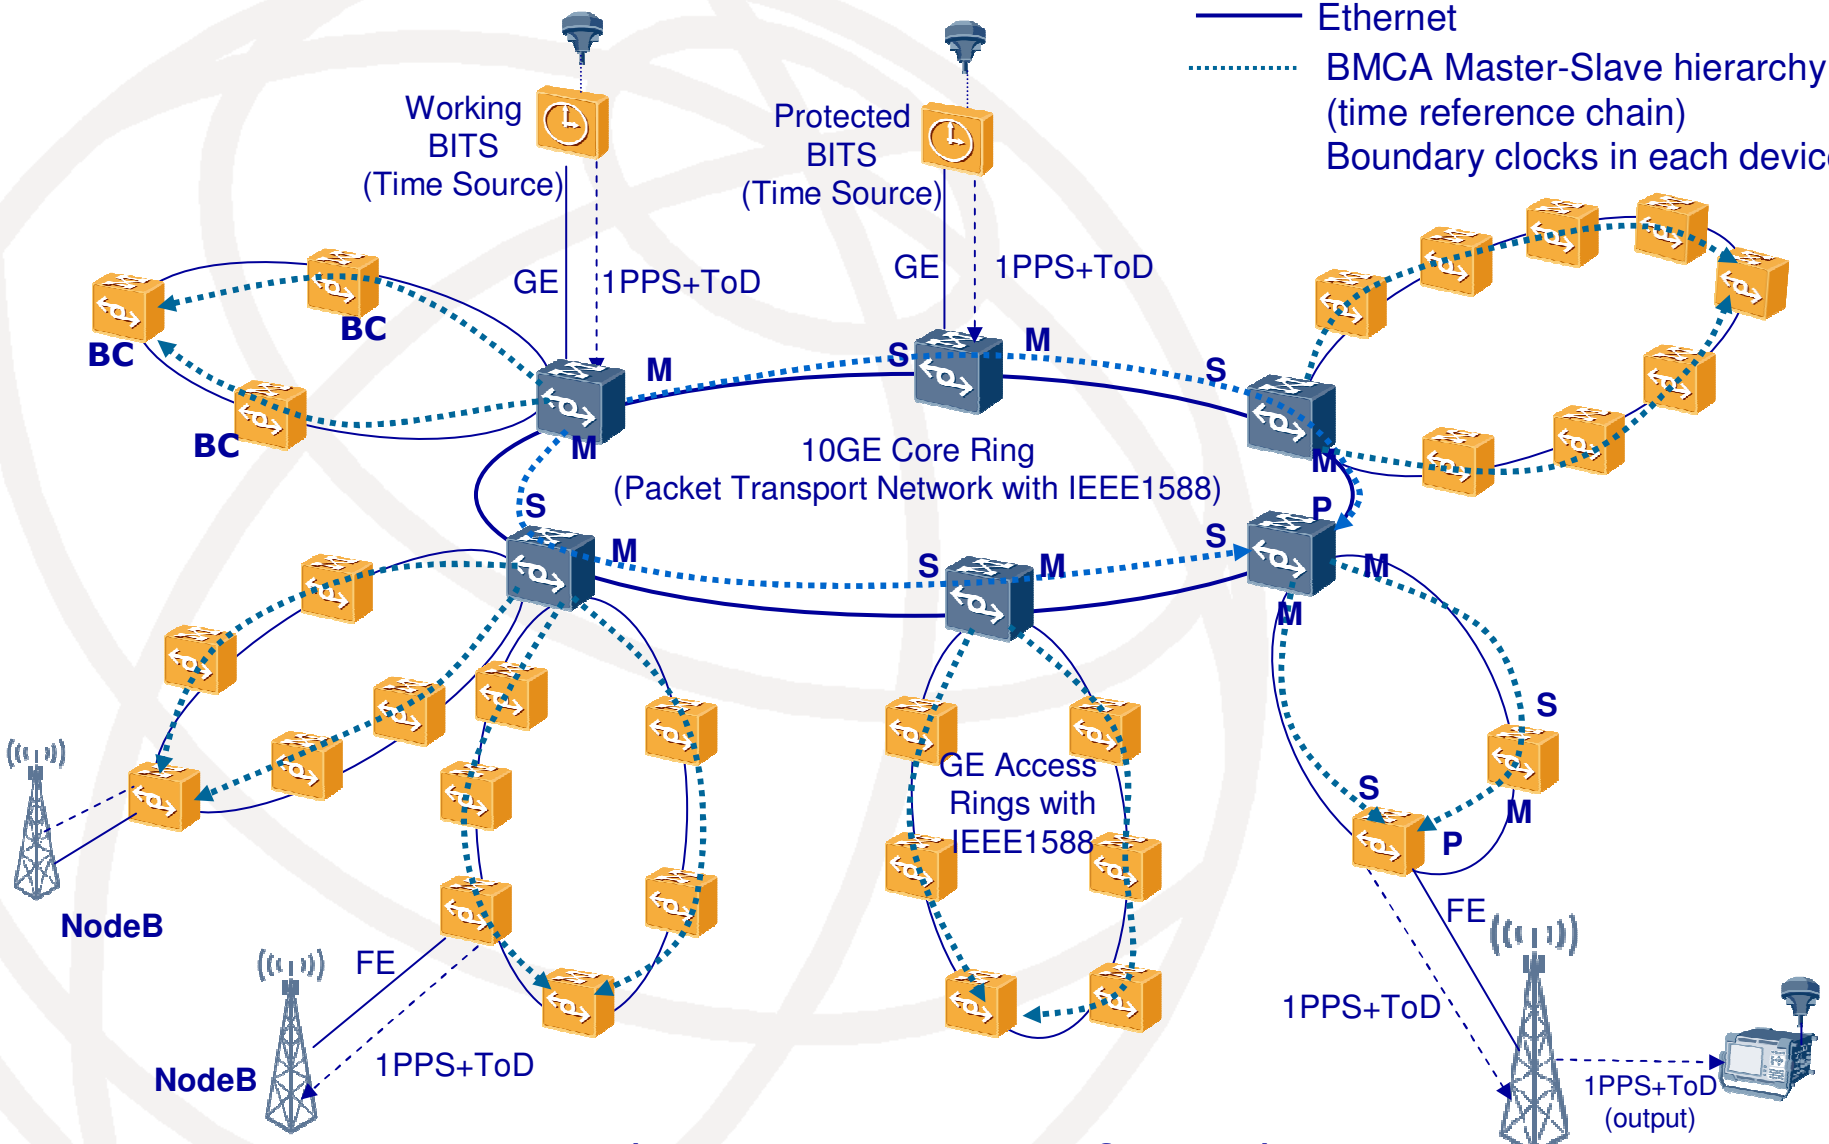 Ethernet
BMCA Master-Slave hierarchy
(time reference chain)
Boundary clocks in each device
Working
BITS
(Time Source)
Protected
BITS
(Time Source)
GE
1PPS+ToD
GE
1PPS+ToD
BC
BC
BC
M
S
M
S
M
M
S
P
10GE Core Ring
(Packet Transport Network with IEEE1588)
M
S
M
S
M
M
S
M
S
P
GE Access
Rings with
IEEE1588
NodeB
FE
1PPS+ToD
NodeB
FE
1PPS+ToD
1PPS+ToD
(output)